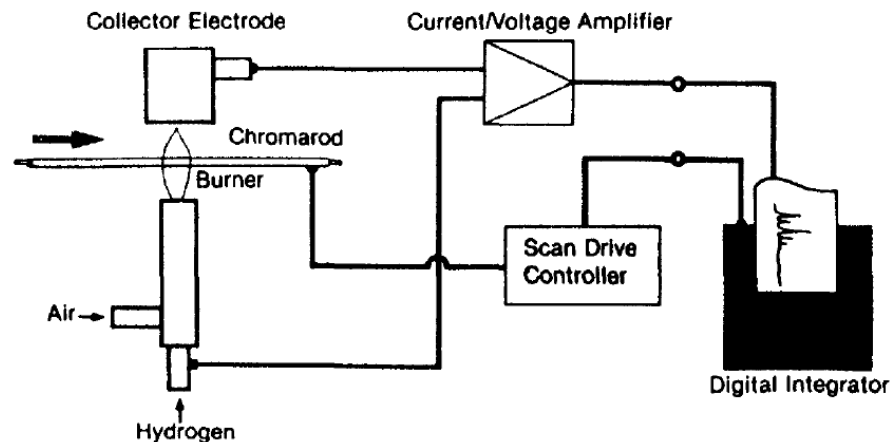 Collector Electrode
Current/Voltage Amplifier
Chromarod
Burner
Scan Drive
Controller
Air
Digital Integrator
Hydrogen